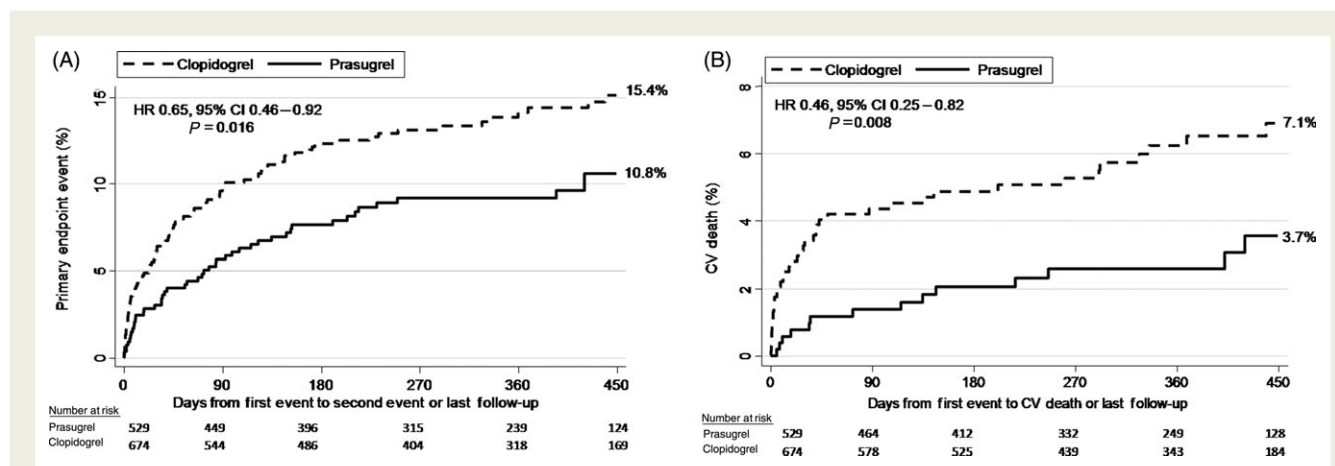 (A)
Clopidogrel Prasugrel
HR 0.65, 95% CI 0.46–0.92
P = 0.016
15.4%
10.8%
Primary endpoint event (%)
15
10
5
0
0 90 180 270 360 450
Days from first event to second event or last follow-up
Number at risk
Prasugrel 529 449 396 315 239 124
Clopidogrel 674 544 486 404 318 169
(B)
Clopidogrel Prasugrel
HR 0.46, 95% CI 0.25–0.82
P = 0.008
7.1%
3.7%
CV death (%)
8
6
4
2
0
0 90 180 270 360 450
Days from first event to CV death or last follow-up
Number at risk
Prasugrel 529 464 412 332 249 128
Clopidogrel 674 578 525 439 343 184